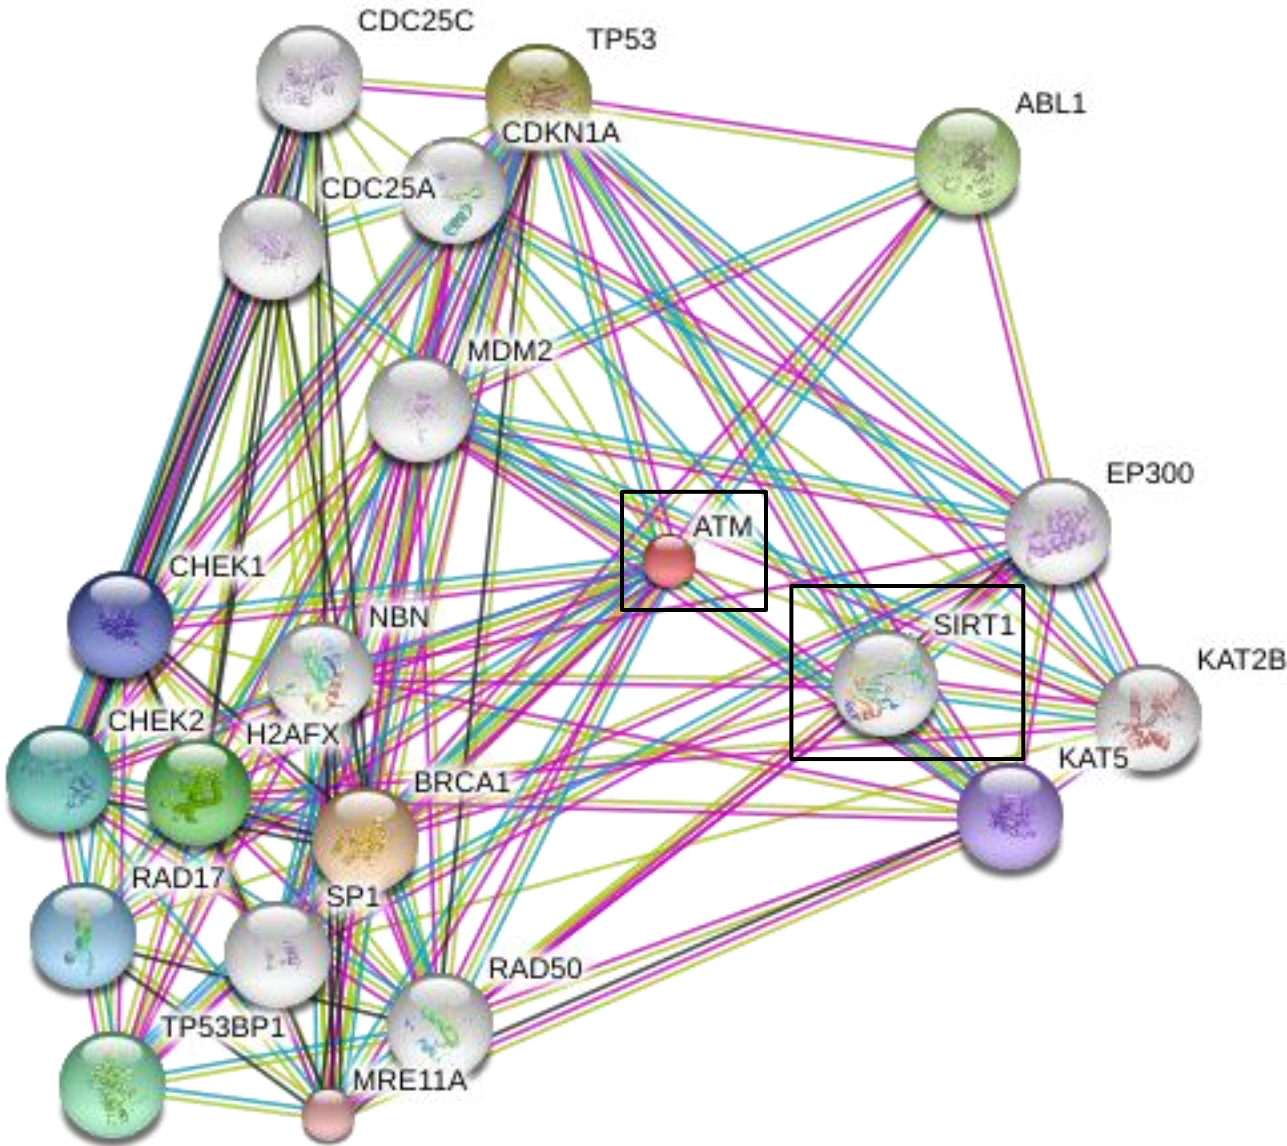 CDC25C
TP53
ABL1
CDKN1A
CDC25A
MDM2
EP300
ATM
CHEK1
NBN
SIRT1
KAT2B
CHEK2
H2AFX
KAT5
BRCA1
RAD17
SP1
RAD50
TP53BP1
MRE11A